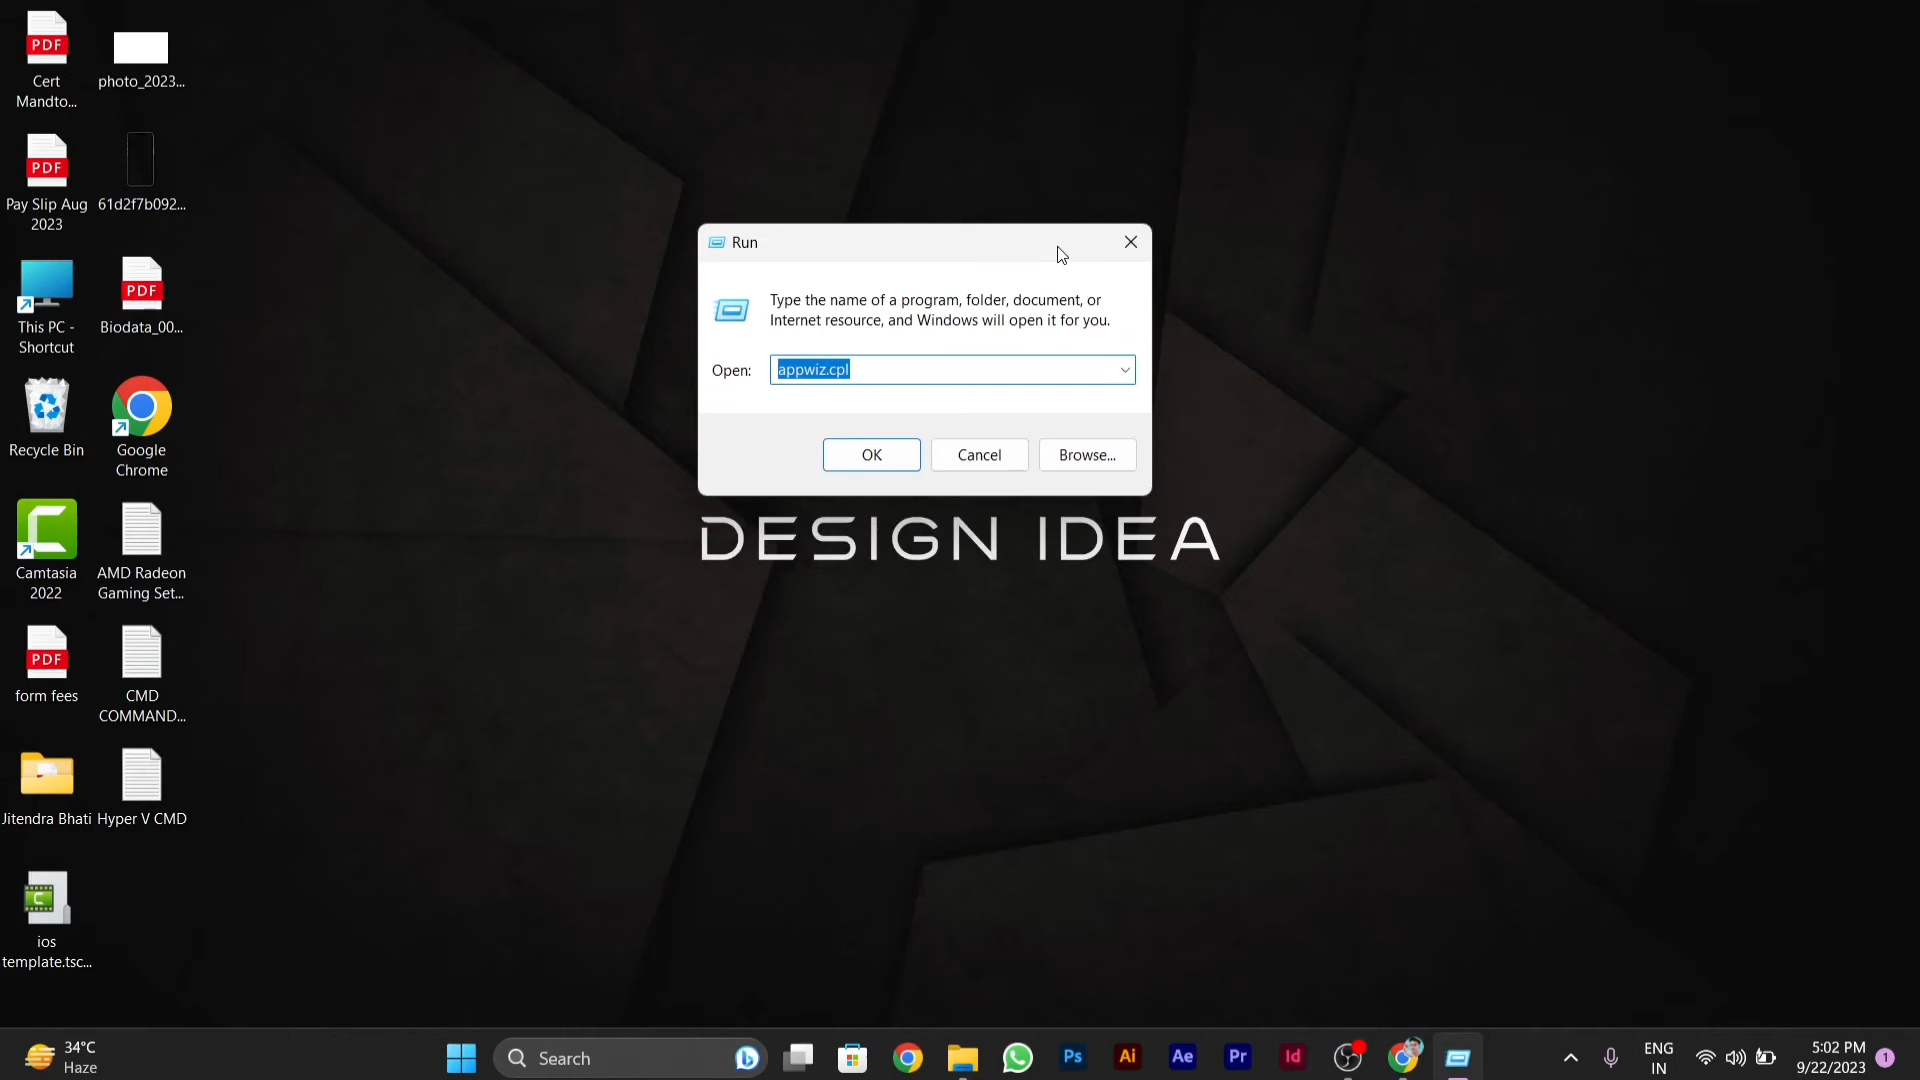 Cert
Mandto...
photo_2023...
Pay Slip Aug
2023
61d2f7b092...
This PC -
Shortcut
Biodata_00...
Recycle Bin
Google
Chrome
Camtasia
2022
AMD Radeon
Gaming Set...
form fees
CMD
COMMAND...
Jitendra Bhati
Hyper V CMD
ios
template.tsc...
PDF
PDF
PDF
PDF
Run
Type the name of a program, folder, document, or
Internet resource, and Windows will open it for you.
Open:
appwiz.cpl
OK
Cancel
Browse...
DESIGN IDEA
34°C
Haze
Search
Ps
Ai
Ae
Pr
Id
ENG
IN
5:02 PM
9/22/2023
1